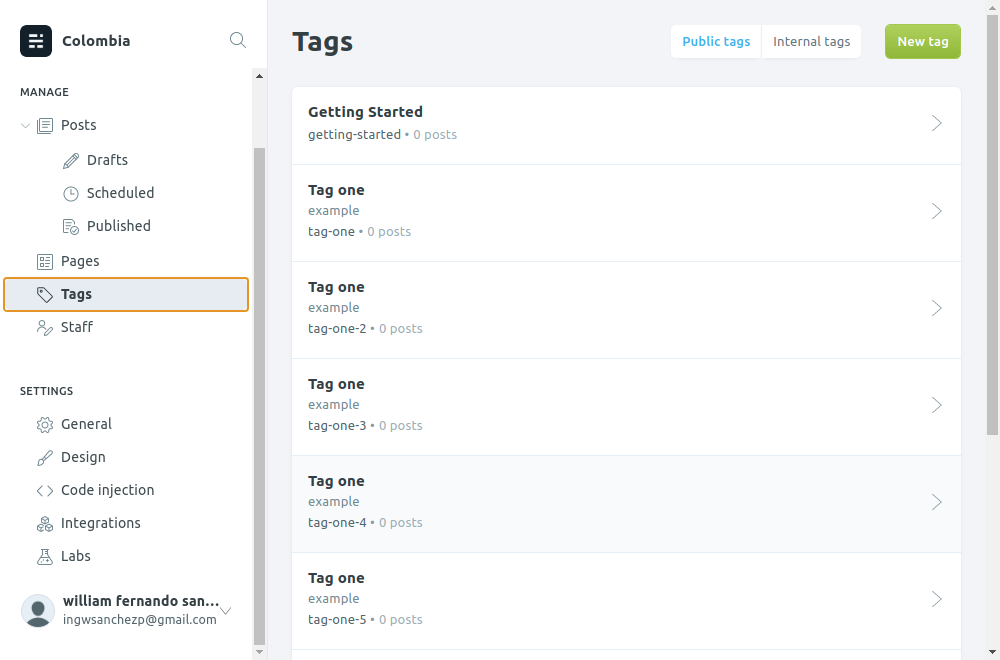 Colombia
MANAGE
Posts
Drafts
Scheduled
Published
Pages
Tags
Staff
SETTINGS
General
Design
Code injection
Integrations
Labs
william fernando san...
ingwsanchezp@gmail.com
Tags
Public tags
Internal tags
New tag
Getting Started
getting-started • 0 posts
Tag one
example
tag-one • 0 posts
Tag one
example
tag-one-2 • 0 posts
Tag one
example
tag-one-3 • 0 posts
Tag one
example
tag-one-4 • 0 posts
Tag one
example
tag-one-5 • 0 posts